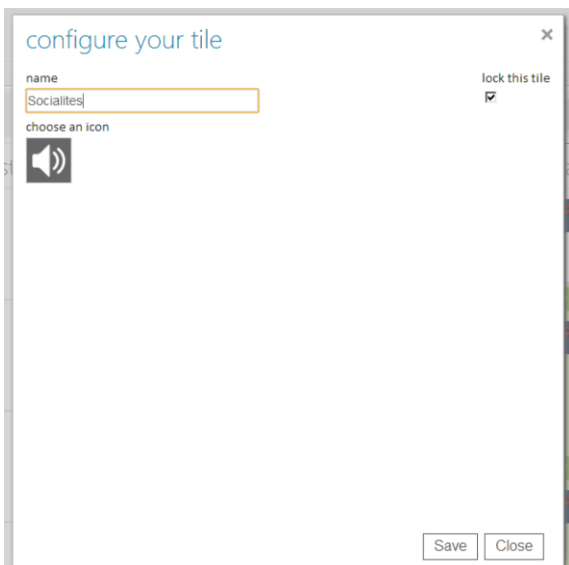 configure your tile
×
name
lock this tile
Socialites
choose an icon
Save
Close